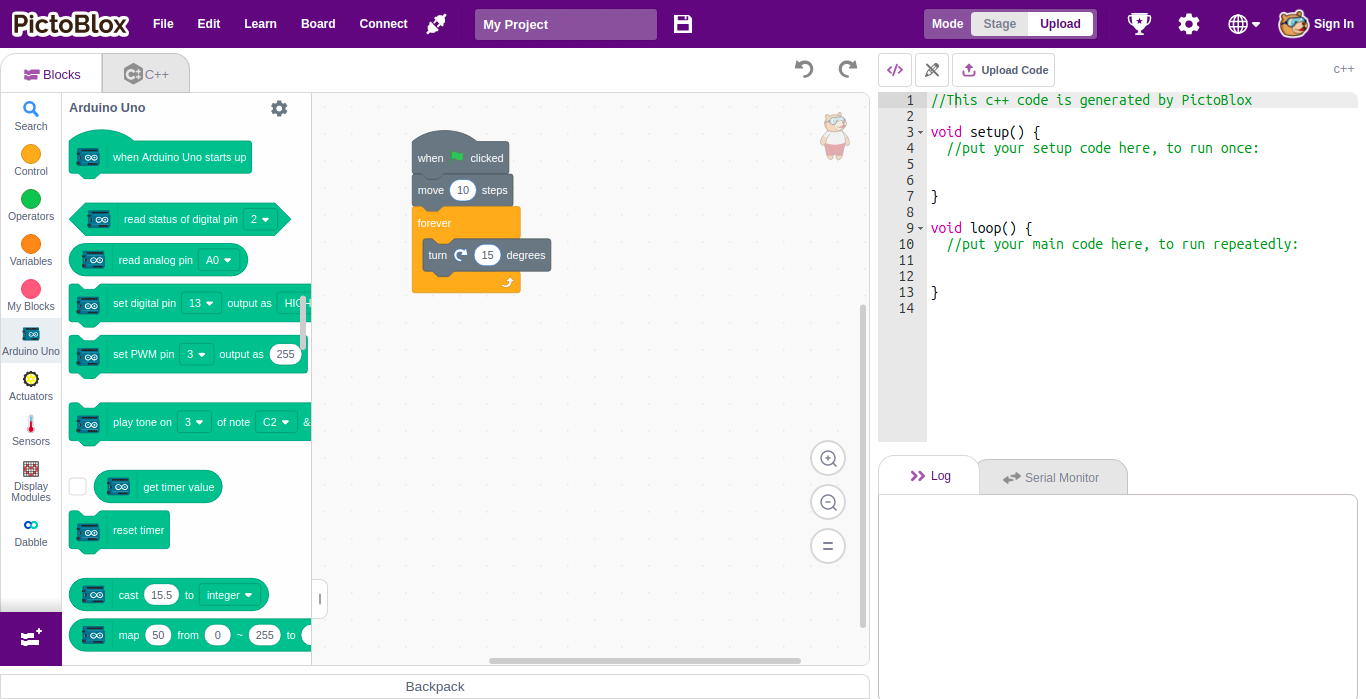 PictoBlox File Edit Learn Board Connect My Project Mode Stage Upload Sign In
Blocks C++ Upload Code C++
Search
Control
Operators
Variables
My Blocks
Arduino Uno
Actuators
Sensors
Display
Modules
Dabble
Arduino Uno
when Arduino Uno starts up
read status of digital pin 2
read analog pin A0
set digital pin 13 output as HIGH
set PWM pin 3 output as 255
play tone on 3 of note C2 &
get timer value
reset timer
cast 15.5 to integer
map 50 from 0 ~ 255 to
when clicked
move 10 steps
forever
turn 15 degrees
1 //This c++ code is generated by PictoBlox
2
3 void setup() {
4 //put your setup code here, to run once:
5
6
7 }
8
9 void loop() {
10 //put your main code here, to run repeatedly:
11
12
13 }
14
Log Serial Monitor
Backpack